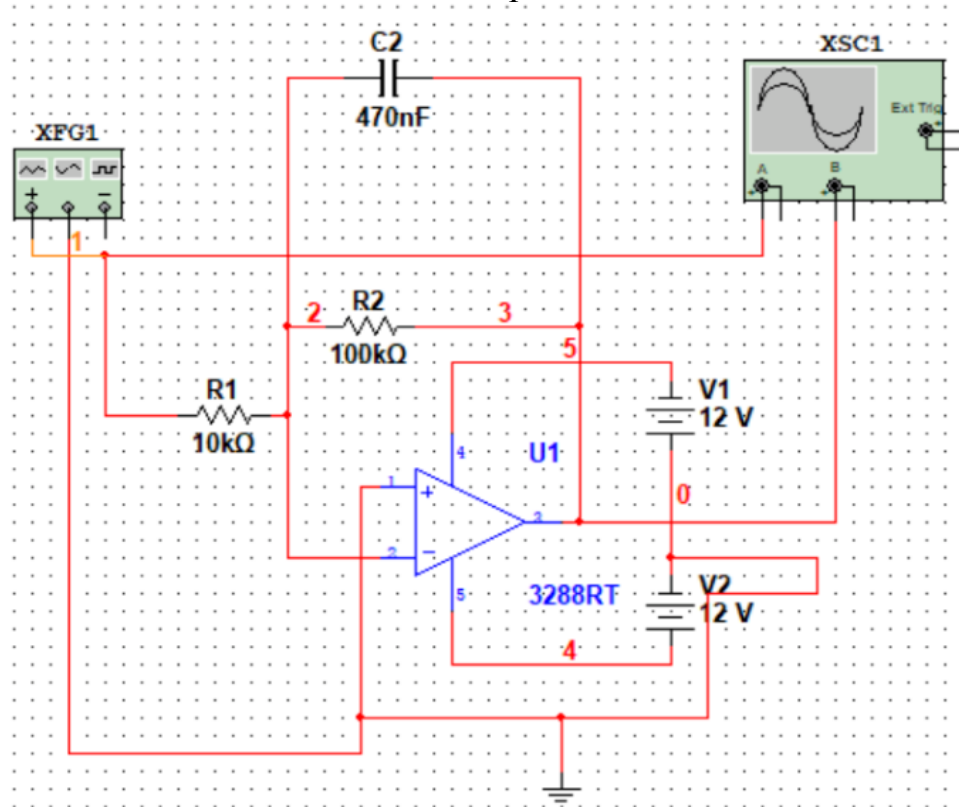 C2
470nF
XSC1
Ext Trig
A
B
XFG1
1
2
R2
3
100kΩ
5
R1
10kΩ
V1
12 V
4
U1
1
+
0
3
2
−
5
3288RT
V2
12 V
4